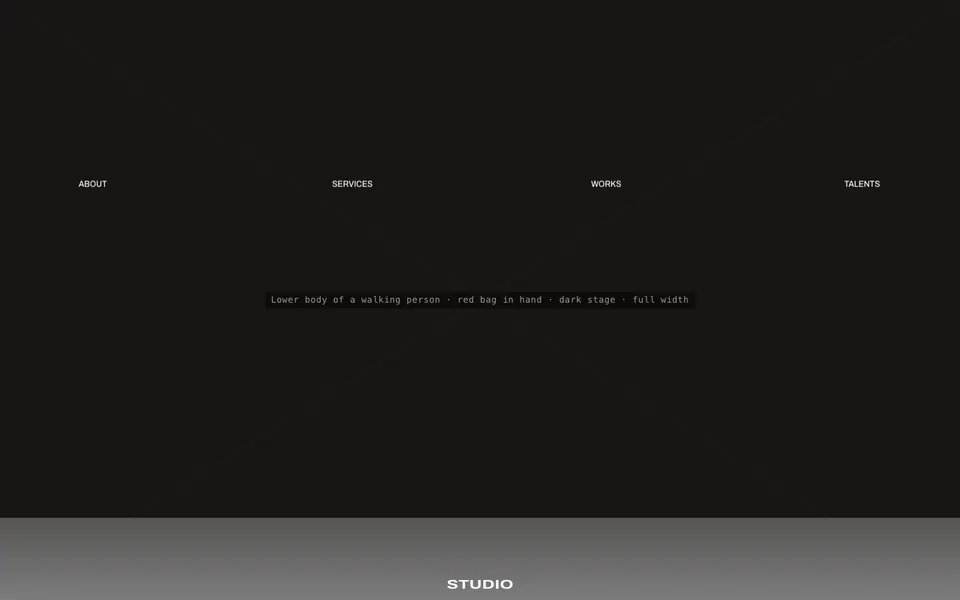 ABOUT SERVICES WORKS TALENTS
Lower body of a walking person · red bag in hand · dark stage · full width
STUDIO